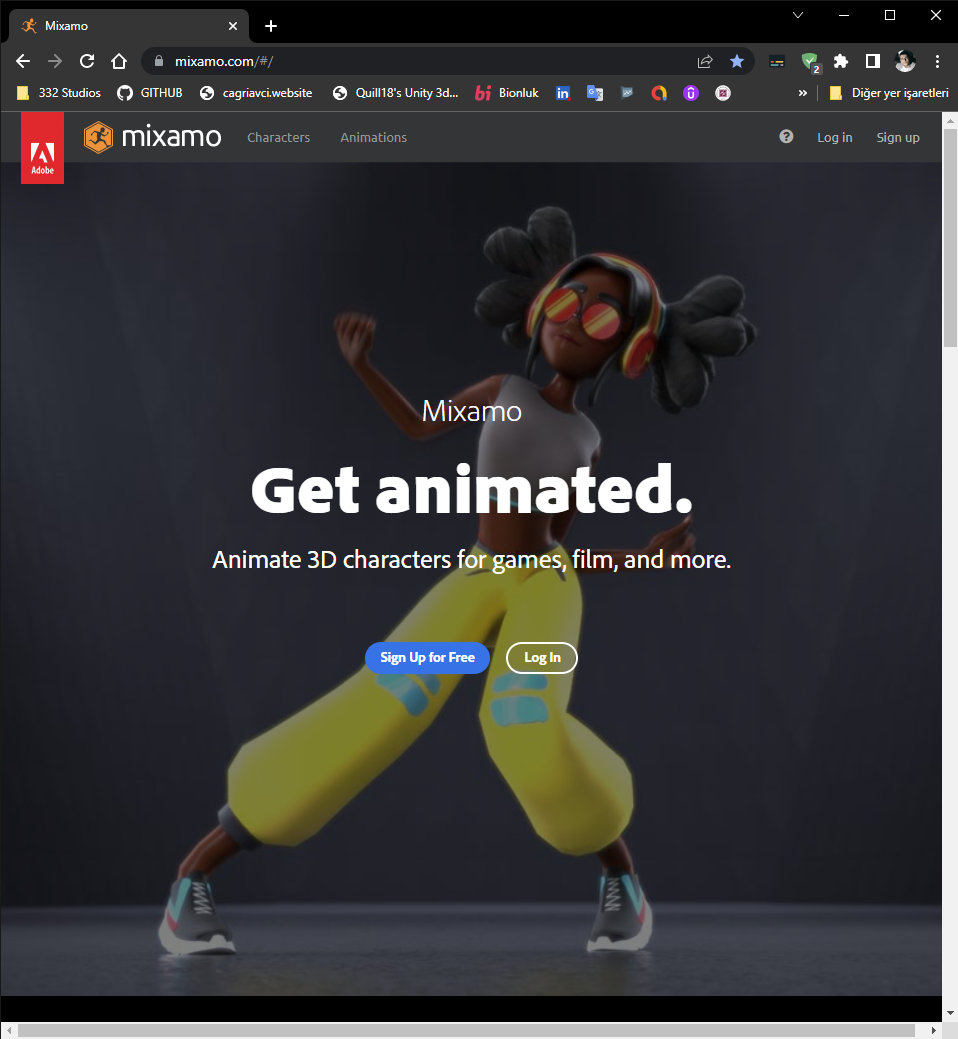 Mixamo
mixamo.com/#/
2
332 Studios GITHUB cagriavci.website Quill18's Unity 3d... Bionluk » Diğer yer işaretleri
Adobe
mixamo Characters Animations Log in Sign up
Mixamo
Get animated.
Animate 3D characters for games, film, and more.
Sign Up for Free Log In